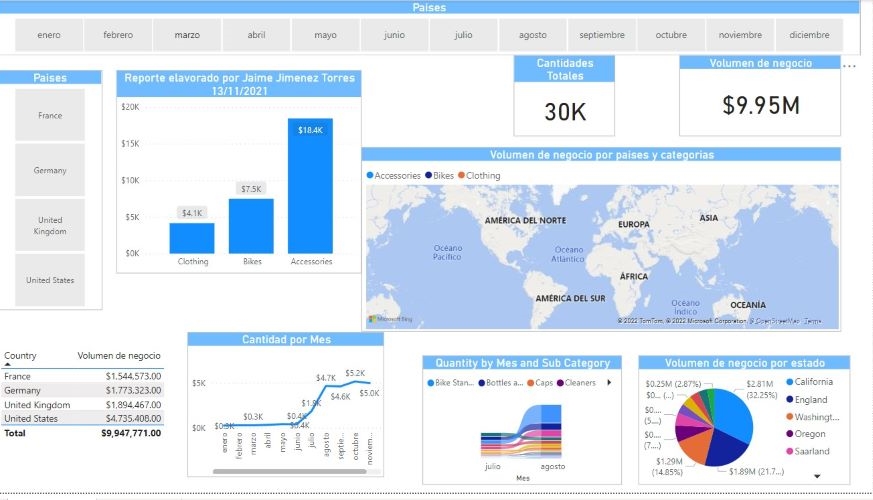 Paises
enero febrero marzo abril mayo junio julio agosto septiembre octubre noviembre diciembre
Paises
France
Germany
United
Kingdom
United States
Reporte elavorado por Jaime Jimenez Torres
13/11/2021
$20K
$15K
$10K
$5K
$0K
$4.1K
$7.5K
$18.4K
Clothing Bikes Accessories
Cantidades
Totales
30K
Volumen de negocio
...
$9.95M
Volumen de negocio por paises y categorias
Accessories Bikes Clothing
AMÉRICA DEL NORTE
EUROPA
ASIA
Océano
Pacífico
Océano
Atlántico
ÁFRICA
AMÉRICA DEL SUR
Océano
Índico
OCEANÍA
Microsoft Bing
© 2022 TomTom, © 2022 Microsoft Corporation, © OpenStreetMap Terms
Country Volumen de negocio
France $1.544,573.00
Germany $1.773.323.00
United Kingdom $1.894.467.00
United States $4.735.408.00
Total $9,947,771.00
Cantidad por Mes
$5K
$0K
$0.3K
$0.4K
$0.4K
$4.7K
$4.6K
$5.2K
$5.0K
enero
febrero
marzo
abril
mayo
junio
julio
agosto
septie...
octubre
noviem...
Quantity by Mes and Sub Category
Bike Stan... Bottles a... Caps Cleaners
julio agosto
Mes
Volumen de negocio por estado
$0.25M (2.87%)
$0... (...)
$0....
(5....)
$0...
(7....)
$1.29M
(14.85%)
$2.81M
(32.25%)
$1.89M (21.7...)
California
England
Washingt...
Oregon
Saarland